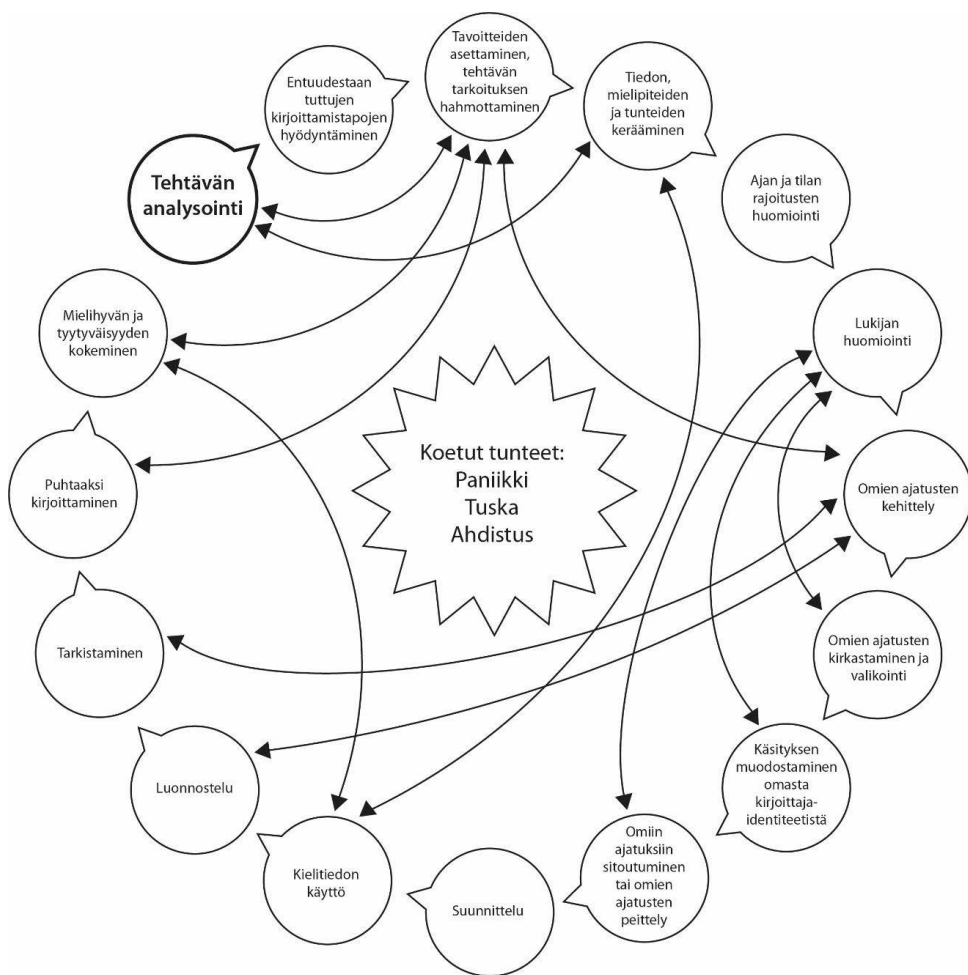 Tavoitteiden
asettaminen,
tehtävän
tarkoituksen
hahmottaminen
Tiedon,
mielipiteiden
ja tunteiden
kerääminen
Ajan ja tilan
rajoitusten
huomiointi
Lukijan
huomiointi
Omien ajatusten
kehittely
Omien ajatusten
kirkastaminen ja
valikointi
Käsityksen
muodostaminen
omasta
kirjoittaja-
identiteetistä
Omiin
ajatuksiin
sitoutuminen
tai omien
ajatusten
peittely
Suunnittelu
Kielitiedon
käyttö
Luonnostelu
Tarkistaminen
Puhtaaksi
kirjoittaminen
Mielihyvän ja
tyytyväisyyden
kokeminen
Tehtävän
analysointi
Entuudestaan
tuttujen
kirjoittamistapojen
hyödyntäminen
Koetut tunteet:
Paniikki
Tuska
Ahdistus